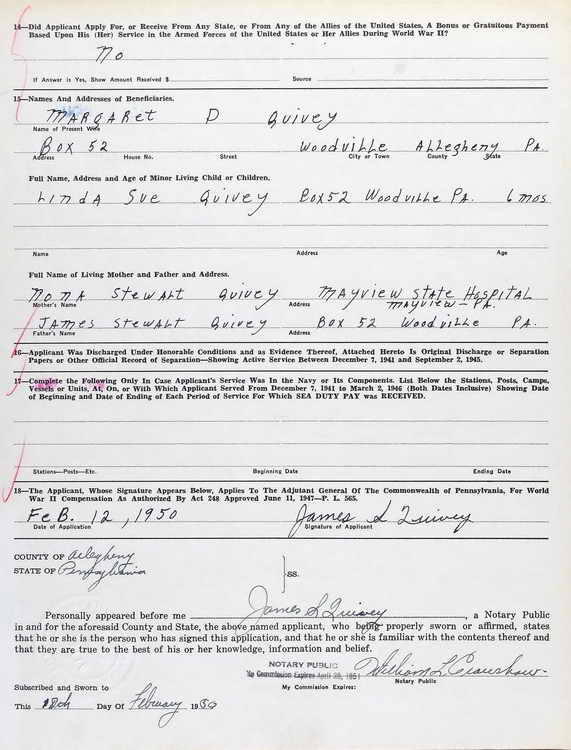 14—Did Applicant Apply For, or Receive From Any State, or From Any of the Allies of the United States, A Bonus or Gratuitous Payment
Based Upon His (Her) Service in the Armed Forces of the United States or Her Allies During World War II?
No
If Answer is Yes, Show Amount Received $ Source
15—Names And Addresses of Beneficiaries.
MARGARET D QUIVEY
Name of Present Wife
Box 52 Woodville Allegheny PA.
Address House No. Street City or Town County State
Full Name, Address and Age of Minor Living Child or Children.
LINDA SUE QUIVEY Box 52 Woodville PA. 6 mos
Name Address Age
Full Name of Living Mother and Father and Address.
NONA STEWART QUIVEY MAYVIEW STATE HOSPITAL
Mother's Name Address MAYVIEW - PA.
JAMES STEWART QUIVEY Box 52 Woodville PA.
Father's Name Address
16—Applicant Was Discharged Under Honorable Conditions and as Evidence Thereof, Attached Hereto Is Original Discharge or Separation
Papers or Other Official Record of Separation—Showing Active Service Between December 7, 1941 and September 2, 1945.
17—Complete the Following Only In Case Applicant's Service Was In the Navy or Its Components. List Below the Stations, Posts, Camps,
Vessels or Units, At, On, or With Which Applicant Served From December 7, 1941 to March 2, 1946 (Both Dates Inclusive) Showing Date
of Beginning and Date of Ending of Each Period of Service For Which SEA DUTY PAY was RECEIVED.
Stations—Posts—Etc. Beginning Date Ending Date
18—The Applicant, Whose Signature Appears Below, Applies To The Adjutant General Of The Commonwealth of Pennsylvania, For World
War II Compensation As Authorized By Act 248 Approved June 11, 1947—P. L. 565.
FeB. 12, 1950 James S Quivey
Date of Application Signature of Applicant
COUNTY OF Allegheny
STATE OF Pennsylvania
SS.
Personally appeared before me James S Quivey, a Notary Public
in and for the aforesaid County and State, the above named applicant, who being properly sworn or affirmed, states
that he or she is the person who has signed this application, and that he or she is familiar with the contents thereof and
that they are true to the best of his or her knowledge, information and belief.
NOTARY PUBLIC William L Crawshaw
My Commission Expires April 28, 1951 Notary Public
Subscribed and Sworn to My Commission Expires:
This Day Of February 1950